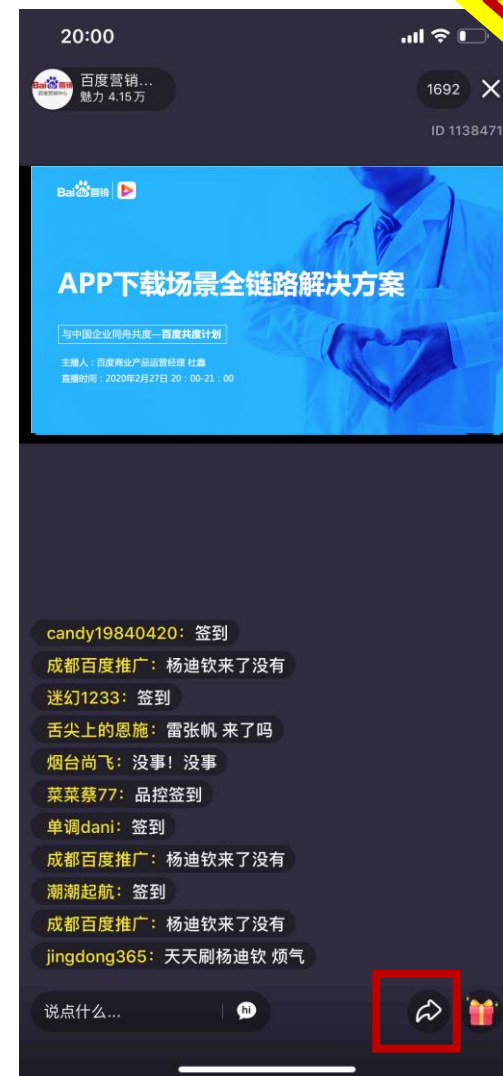 20:00
百度营销...
魅力 4.15万
1692
ID 1138471
Bai 营销
APP下载场景全链路解决方案
与中国企业同舟共度—百度共度计划
主播人：百度商业产品运营经理 杜鑫
直播时间：2020年2月27日 20：00-21：00
candy19840420：签到
成都百度推广：杨迪钦来了没有
迷幻1233：签到
舌尖上的恩施：雷张帆 来了吗
烟台尚飞：没事！没事
菜菜蔡77：品控签到
单调dani：签到
成都百度推广：杨迪钦来了没有
潮潮起航：签到
成都百度推广：杨迪钦来了没有
jingdong365：天天刷杨迪钦 烦气
说点什么...
hi